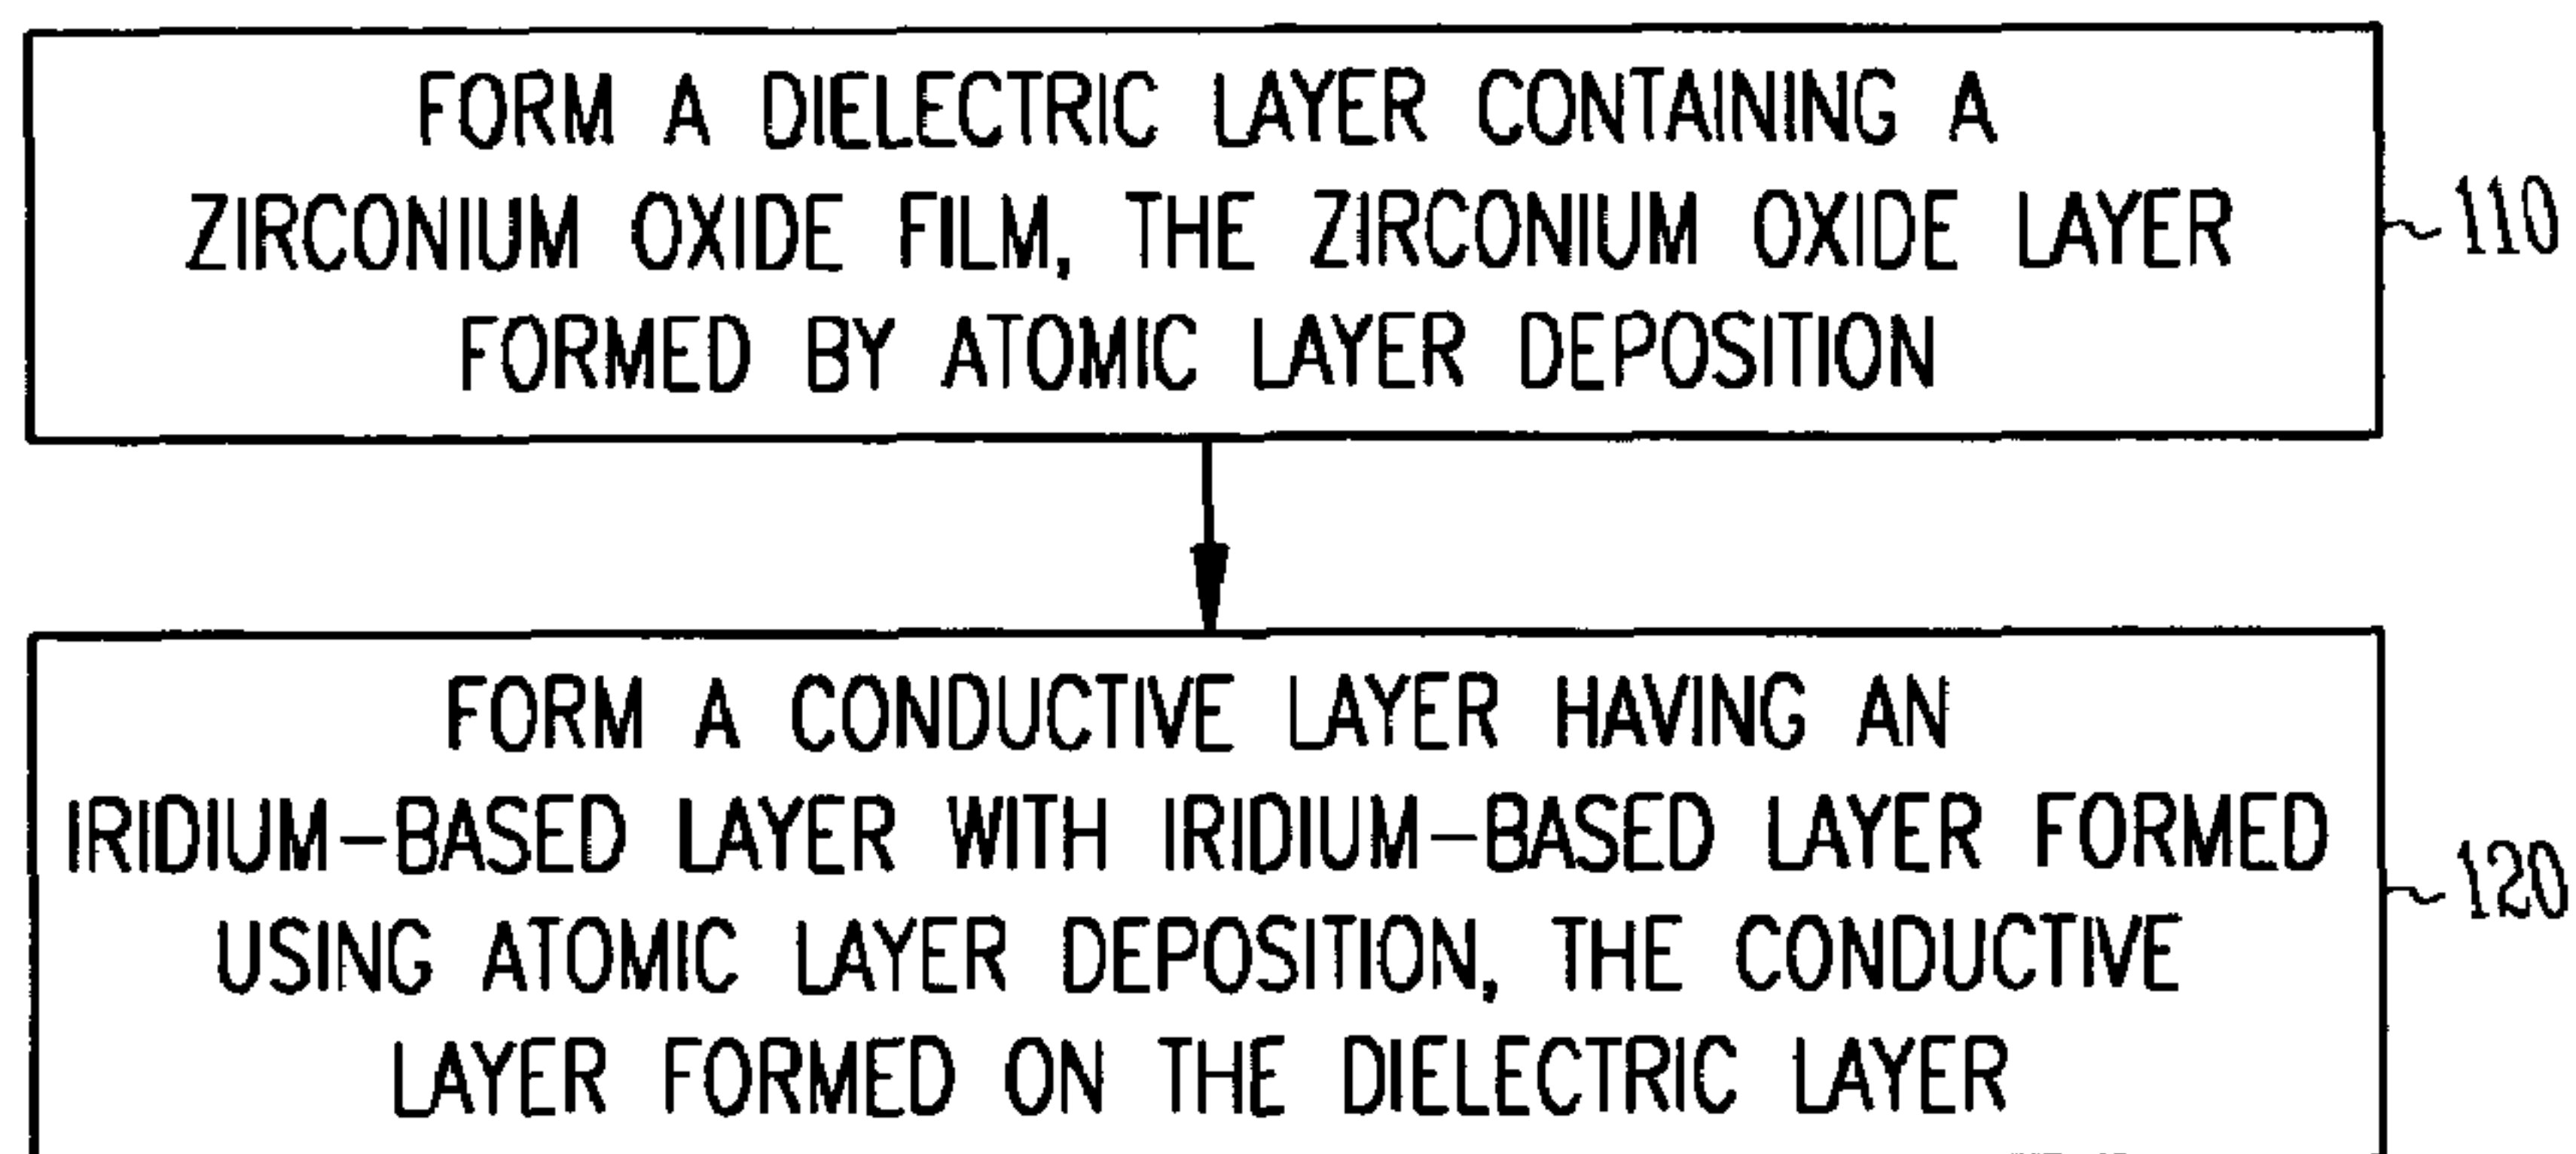 FORM A DIELECTRIC LAYER CONTAINING A
ZIRCONIUM OXIDE FILM, THE ZIRCONIUM OXIDE LAYER
FORMED BY ATOMIC LAYER DEPOSITION
110
FORM A CONDUCTIVE LAYER HAVING AN
IRIDIUM-BASED LAYER WITH IRIDIUM-BASED LAYER FORMED
USING ATOMIC LAYER DEPOSITION, THE CONDUCTIVE
LAYER FORMED ON THE DIELECTRIC LAYER
120